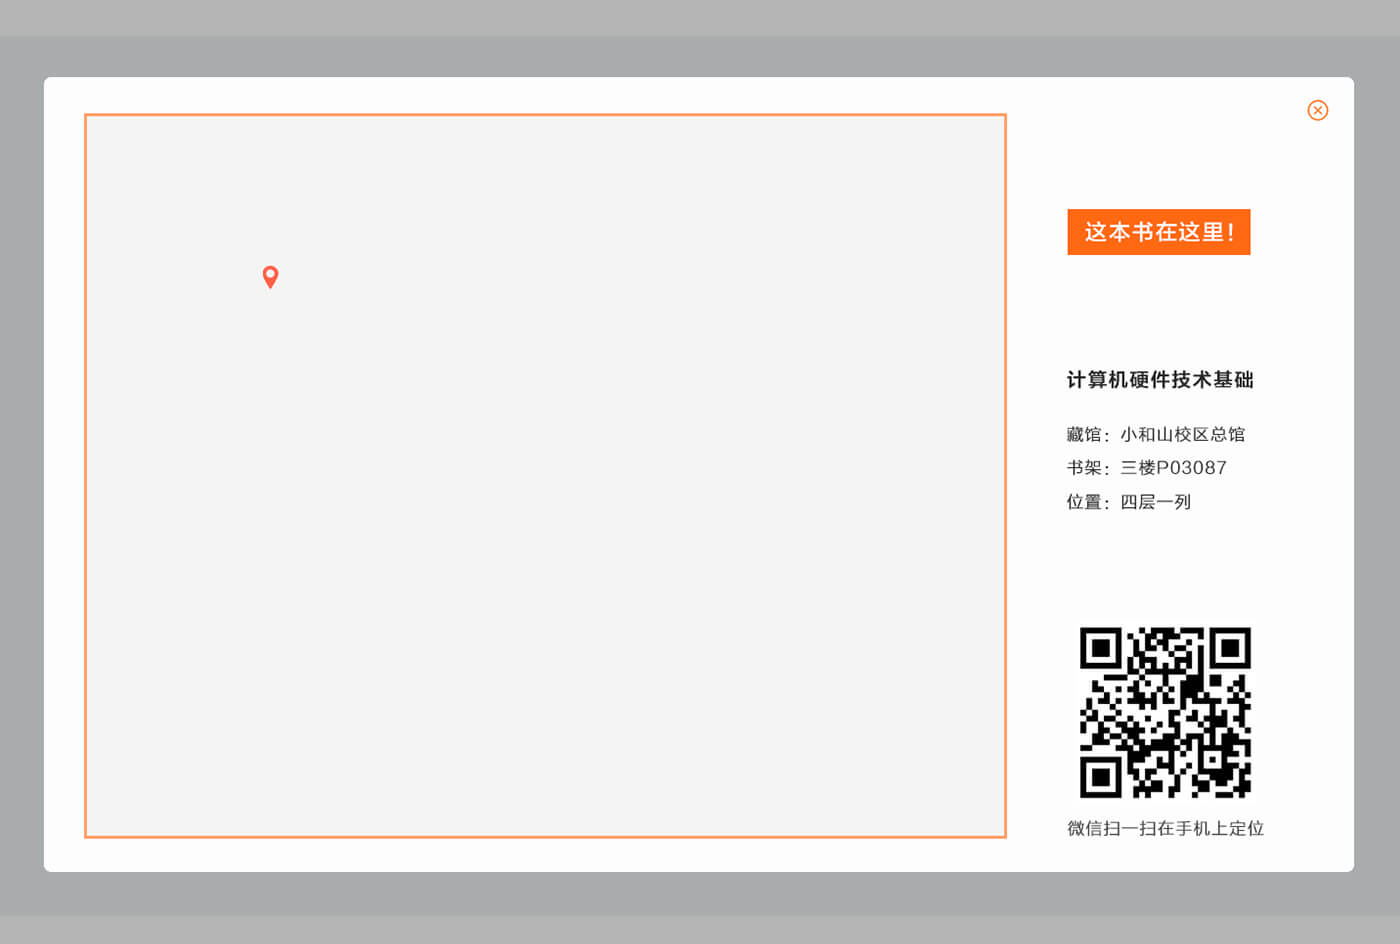 这本书在这里!
计算机硬件技术基础
藏馆：小和山校区总馆
书架：三楼P03087
位置：四层一列
微信扫一扫在手机上定位